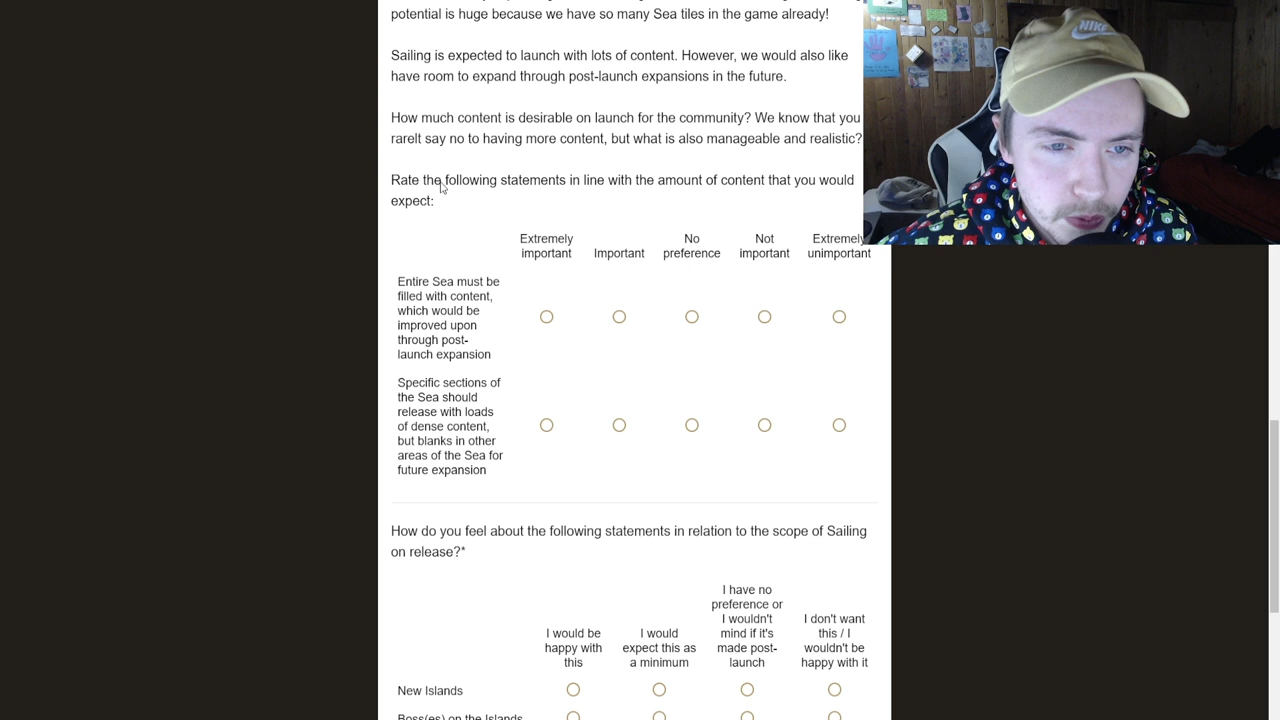 potential is huge because we have so many Sea tiles in the game already!
Sailing is expected to launch with lots of content. However, we would also like
have room to expand through post-launch expansions in the future.
How much content is desirable on launch for the community? We know that you
rarelt say no to having more content, but what is also manageable and realistic?
Rate the following statements in line with the amount of content that you would
expect:
Extremely
important
Important
No
preference
Not
important
Extremely
unimportant
Entire Sea must be
filled with content,
which would be
improved upon
through post-
launch expansion
Specific sections of
the Sea should
release with loads
of dense content,
but blanks in other
areas of the Sea for
future expansion
How do you feel about the following statements in relation to the scope of Sailing
on release?*
I would be
happy with
this
I would
expect this as
a minimum
I have no
preference or
I wouldn't
mind if it's
made post-
launch
I don't want
this / I
wouldn't be
happy with it
New Islands
Boss(es) on the Islands
NIKE